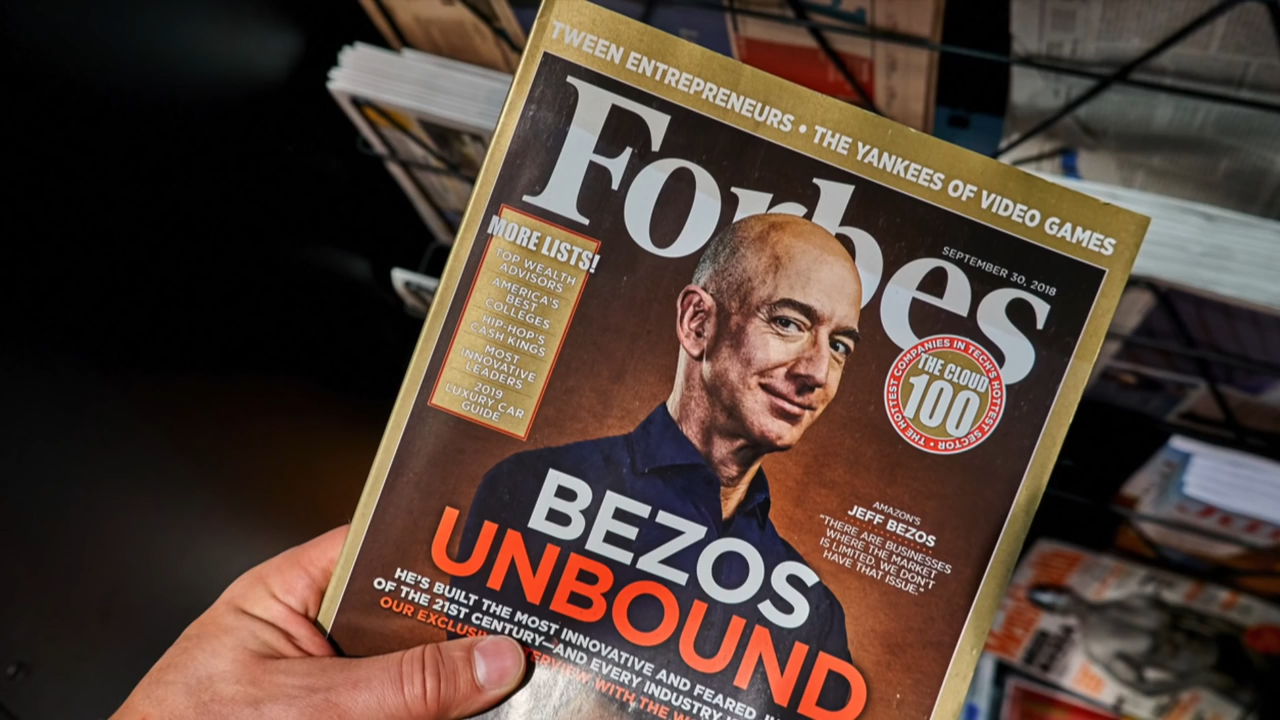 TWEEN ENTREPRENEURS • THE YANKEES OF VIDEO GAMES
Forbes
SEPTEMBER 30, 2018
MORE LISTS!
TOP WEALTH
ADVISORS
AMERICA'S
BEST
COLLEGES
HIP-HOP'S
CASH KINGS
MOST
INNOVATIVE
LEADERS
2019
LUXURY CAR
GUIDE
THE HOTTEST COMPANIES IN TECH'S HOTTEST SECTOR •
THE CLOUD
100
AMAZON'S
JEFF BEZOS
"THERE ARE BUSINESSES
WHERE THE MARKET
IS LIMITED. WE DON'T
HAVE THAT ISSUE."
BEZOS
UNBOUND
HE'S BUILT THE MOST INNOVATIVE AND FEARED
OF THE 21ST CENTURY—AND EVERY INDUSTRY
OUR WITH THE